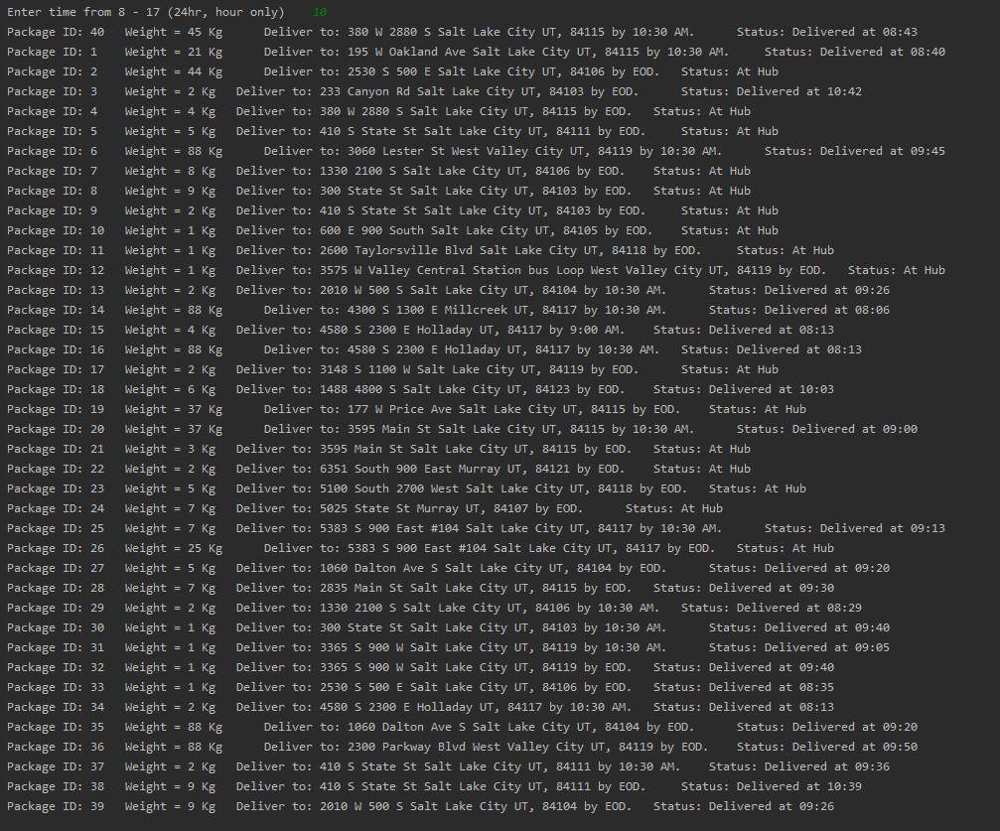 Enter time from 8 - 17 (24hr, hour only) 10
Package ID: 40 Weight = 45 Kg Deliver to: 380 W 2880 S Salt Lake City UT, 84115 by 10:30 AM. Status: Delivered at 08:43
Package ID: 1 Weight = 21 Kg Deliver to: 195 W Oakland Ave Salt Lake City UT, 84115 by 10:30 AM. Status: Delivered at 08:40
Package ID: 2 Weight = 44 Kg Deliver to: 2530 S 500 E Salt Lake City UT, 84106 by EOD. Status: At Hub
Package ID: 3 Weight = 2 Kg Deliver to: 233 Canyon Rd Salt Lake City UT, 84103 by EOD. Status: Delivered at 10:42
Package ID: 4 Weight = 4 Kg Deliver to: 380 W 2880 S Salt Lake City UT, 84115 by EOD. Status: At Hub
Package ID: 5 Weight = 5 Kg Deliver to: 410 S State St Salt Lake City UT, 84111 by EOD. Status: At Hub
Package ID: 6 Weight = 88 Kg Deliver to: 3060 Lester St West Valley City UT, 84119 by 10:30 AM. Status: Delivered at 09:45
Package ID: 7 Weight = 8 Kg Deliver to: 1330 2100 S Salt Lake City UT, 84106 by EOD. Status: At Hub
Package ID: 8 Weight = 9 Kg Deliver to: 300 State St Salt Lake City UT, 84103 by EOD. Status: At Hub
Package ID: 9 Weight = 2 Kg Deliver to: 410 S State St Salt Lake City UT, 84103 by EOD. Status: At Hub
Package ID: 10 Weight = 1 Kg Deliver to: 600 E 900 South Salt Lake City UT, 84105 by EOD. Status: At Hub
Package ID: 11 Weight = 1 Kg Deliver to: 2600 Taylorsville Blvd Salt Lake City UT, 84118 by EOD. Status: At Hub
Package ID: 12 Weight = 1 Kg Deliver to: 3575 W Valley Central Station bus Loop West Valley City UT, 84119 by EOD. Status: At Hub
Package ID: 13 Weight = 2 Kg Deliver to: 2010 W 500 S Salt Lake City UT, 84104 by 10:30 AM. Status: Delivered at 09:26
Package ID: 14 Weight = 88 Kg Deliver to: 4300 S 1300 E Millcreek UT, 84117 by 10:30 AM. Status: Delivered at 08:06
Package ID: 15 Weight = 4 Kg Deliver to: 4580 S 2300 E Holladay UT, 84117 by 9:00 AM. Status: Delivered at 08:13
Package ID: 16 Weight = 88 Kg Deliver to: 4580 S 2300 E Holladay UT, 84117 by 10:30 AM. Status: Delivered at 08:13
Package ID: 17 Weight = 2 Kg Deliver to: 3148 S 1100 W Salt Lake City UT, 84119 by EOD. Status: At Hub
Package ID: 18 Weight = 6 Kg Deliver to: 1488 4800 S Salt Lake City UT, 84123 by EOD. Status: Delivered at 10:03
Package ID: 19 Weight = 37 Kg Deliver to: 177 W Price Ave Salt Lake City UT, 84115 by EOD. Status: At Hub
Package ID: 20 Weight = 37 Kg Deliver to: 3595 Main St Salt Lake City UT, 84115 by 10:30 AM. Status: Delivered at 09:00
Package ID: 21 Weight = 3 Kg Deliver to: 3595 Main St Salt Lake City UT, 84115 by EOD. Status: At Hub
Package ID: 22 Weight = 2 Kg Deliver to: 6351 South 900 East Murray UT, 84121 by EOD. Status: At Hub
Package ID: 23 Weight = 5 Kg Deliver to: 5100 South 2700 West Salt Lake City UT, 84118 by EOD. Status: At Hub
Package ID: 24 Weight = 7 Kg Deliver to: 5025 State St Murray UT, 84107 by EOD. Status: At Hub
Package ID: 25 Weight = 7 Kg Deliver to: 5383 S 900 East #104 Salt Lake City UT, 84117 by 10:30 AM. Status: Delivered at 09:13
Package ID: 26 Weight = 25 Kg Deliver to: 5383 S 900 East #104 Salt Lake City UT, 84117 by EOD. Status: At Hub
Package ID: 27 Weight = 5 Kg Deliver to: 1060 Dalton Ave S Salt Lake City UT, 84104 by EOD. Status: Delivered at 09:20
Package ID: 28 Weight = 7 Kg Deliver to: 2835 Main St Salt Lake City UT, 84115 by EOD. Status: Delivered at 09:30
Package ID: 29 Weight = 2 Kg Deliver to: 1330 2100 S Salt Lake City UT, 84106 by 10:30 AM. Status: Delivered at 08:29
Package ID: 30 Weight = 1 Kg Deliver to: 300 State St Salt Lake City UT, 84103 by 10:30 AM. Status: Delivered at 09:40
Package ID: 31 Weight = 1 Kg Deliver to: 3365 S 900 W Salt Lake City UT, 84119 by 10:30 AM. Status: Delivered at 09:05
Package ID: 32 Weight = 1 Kg Deliver to: 3365 S 900 W Salt Lake City UT, 84119 by EOD. Status: Delivered at 09:40
Package ID: 33 Weight = 1 Kg Deliver to: 2530 S 500 E Salt Lake City UT, 84106 by EOD. Status: Delivered at 08:35
Package ID: 34 Weight = 2 Kg Deliver to: 4580 S 2300 E Holladay UT, 84117 by 10:30 AM. Status: Delivered at 08:13
Package ID: 35 Weight = 88 Kg Deliver to: 1060 Dalton Ave S Salt Lake City UT, 84104 by EOD. Status: Delivered at 09:20
Package ID: 36 Weight = 88 Kg Deliver to: 2300 Parkway Blvd West Valley City UT, 84119 by EOD. Status: Delivered at 09:50
Package ID: 37 Weight = 2 Kg Deliver to: 410 S State St Salt Lake City UT, 84111 by 10:30 AM. Status: Delivered at 09:36
Package ID: 38 Weight = 9 Kg Deliver to: 410 S State St Salt Lake City UT, 84111 by EOD. Status: Delivered at 10:39
Package ID: 39 Weight = 9 Kg Deliver to: 2010 W 500 S Salt Lake City UT, 84104 by EOD. Status: Delivered at 09:26